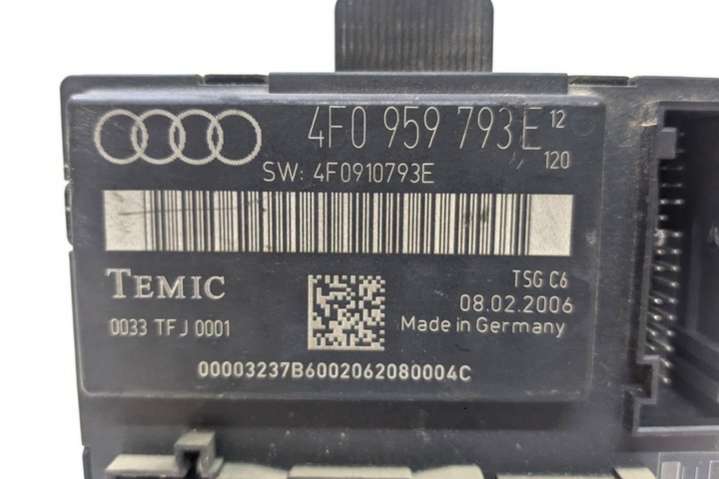 4F0 959 793E 12
120
SW: 4F0910793E
TEMIC
TSG C6
08.02.2006
0033 TFJ 0001
Made in Germany
00003237B6002062080004C